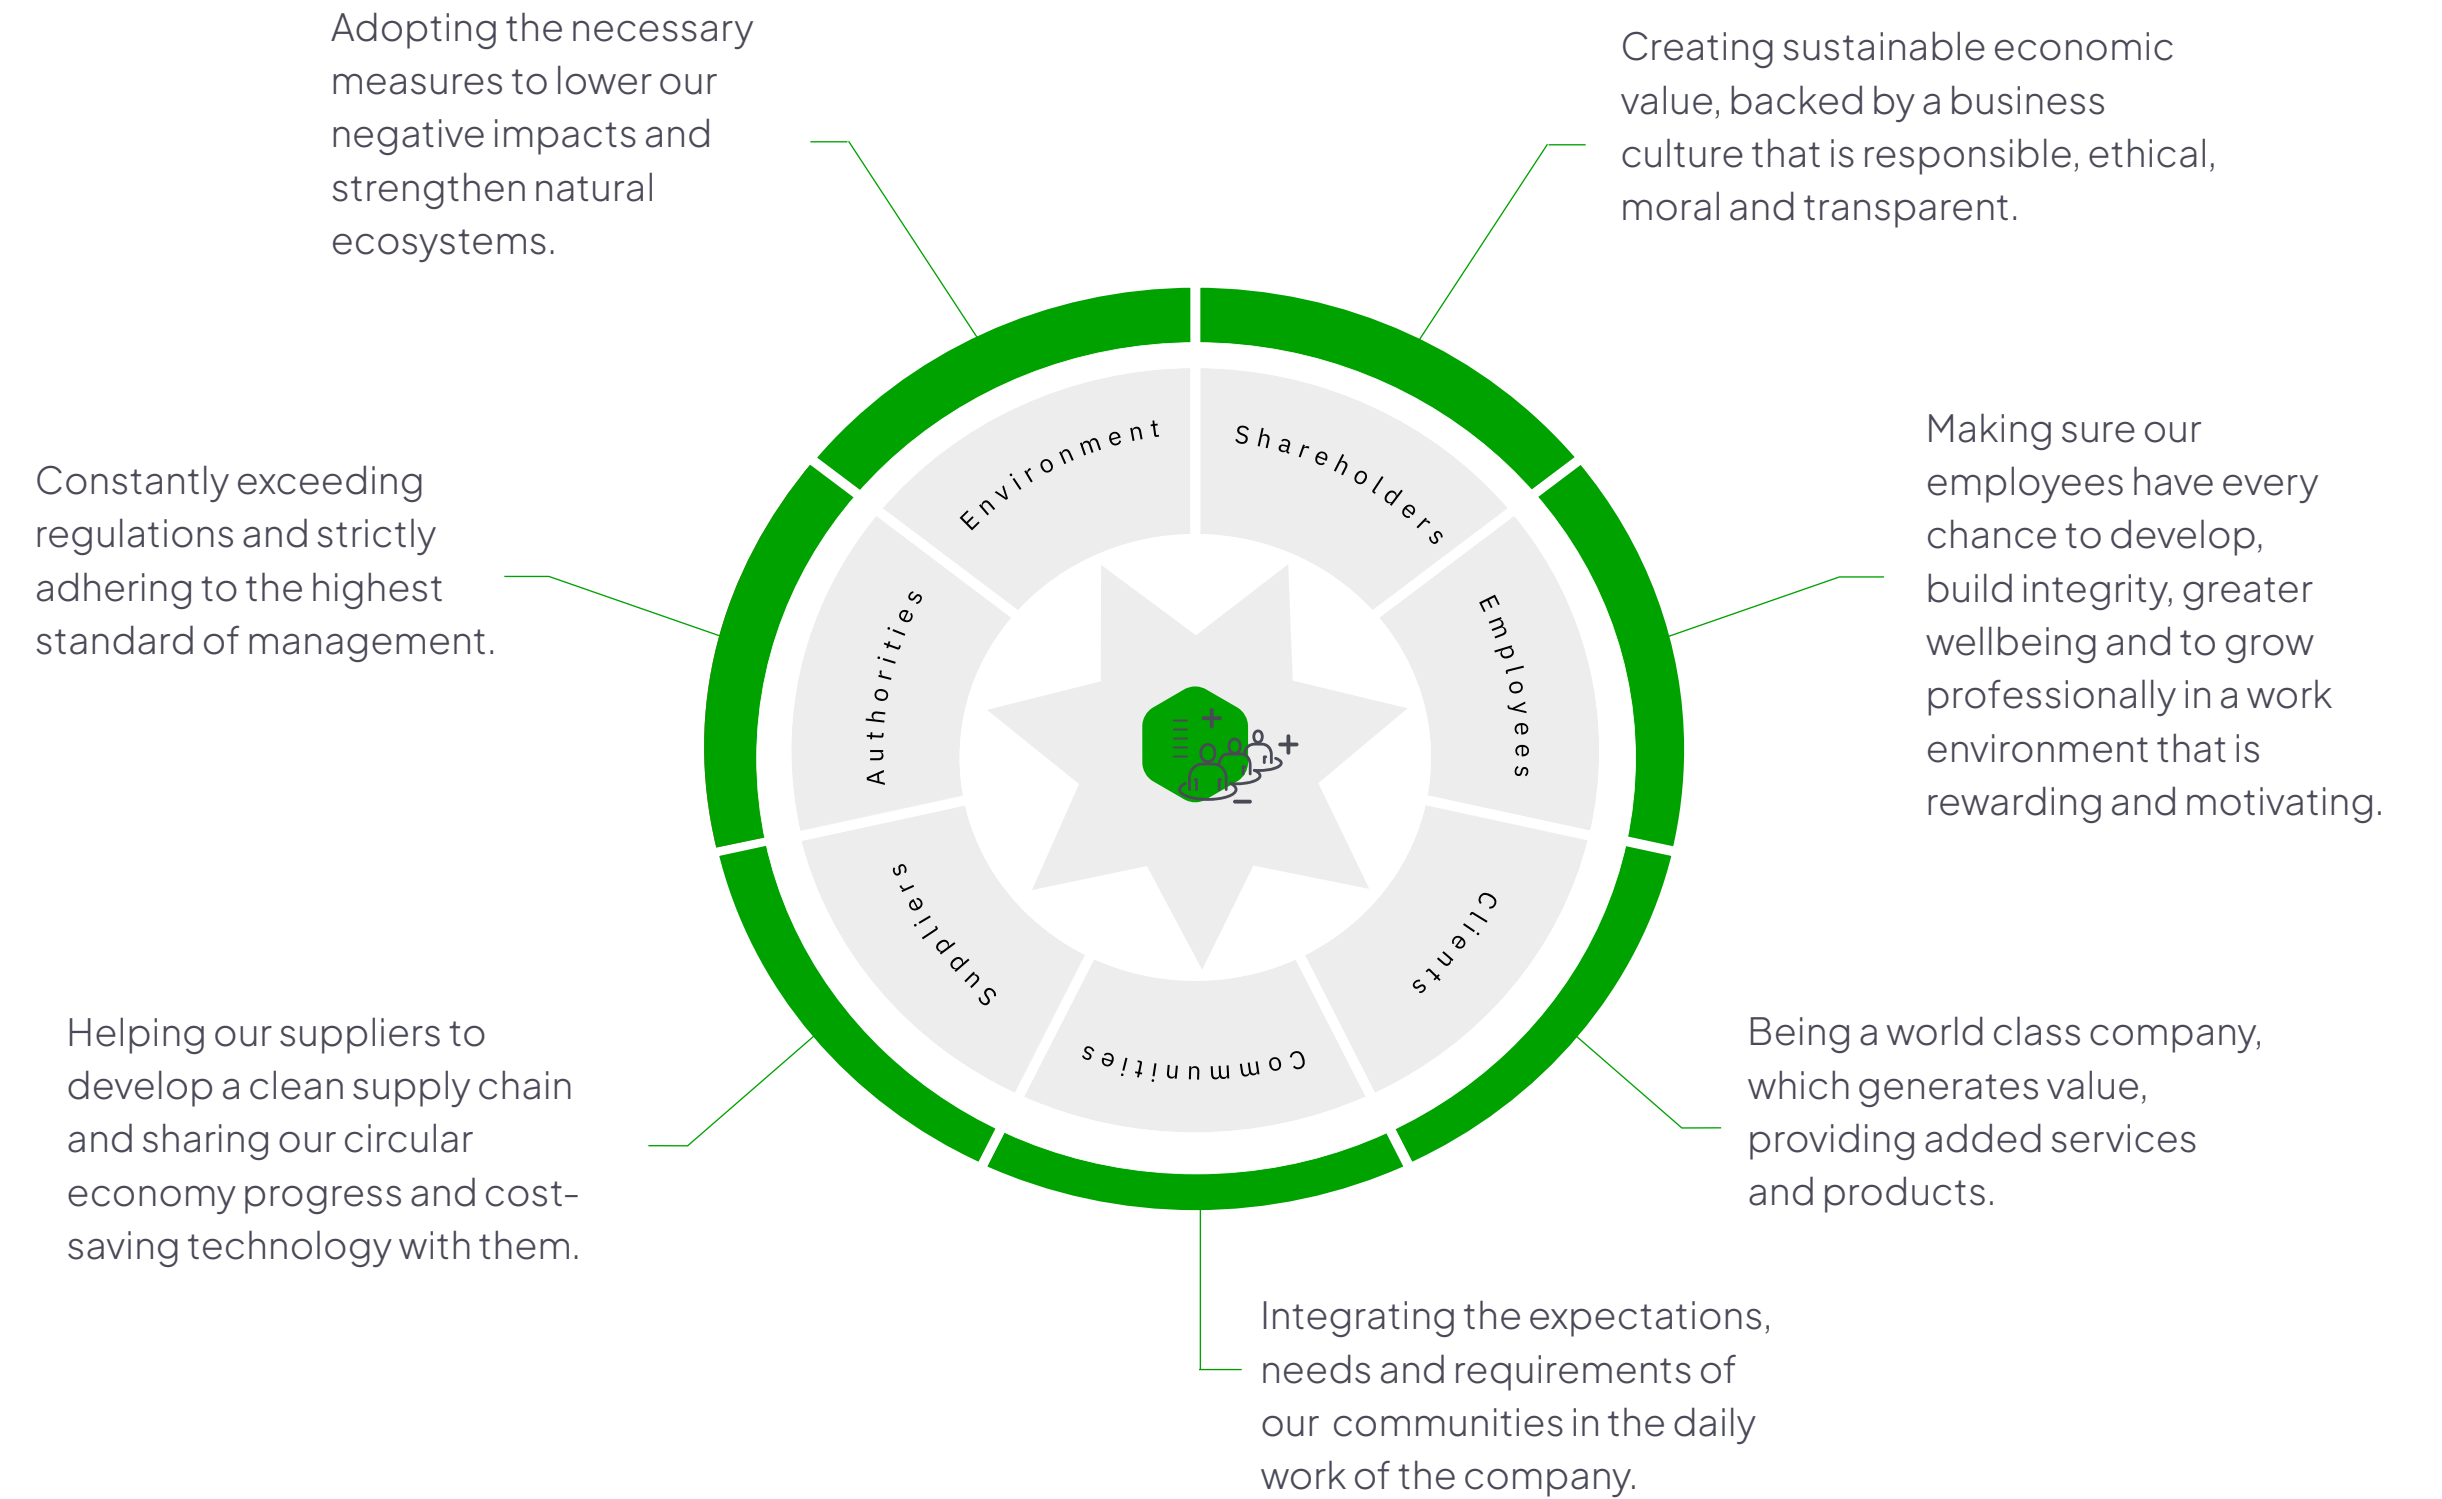 Adopting the necessary
measures to lower our
negative impacts and
strengthen natural
ecosystems.
Creating sustainable economic
value, backed by a business
culture that is responsible, ethical,
moral and transparent.
Constantly exceeding
regulations and strictly
adhering to the highest
standard of management.
Making sure our
employees have every
chance to develop,
build integrity, greater
wellbeing and to grow
professionally in a work
environment that is
rewarding and motivating.
Environment
Shareholders
Authorities
Employees
Suppliers
Clients
Communities
Helping our suppliers to
develop a clean supply chain
and sharing our circular
economy progress and cost-
saving technology with them.
Being a world class company,
which generates value,
providing added services
and products.
Integrating the expectations,
needs and requirements of
our communities in the daily
work of the company.